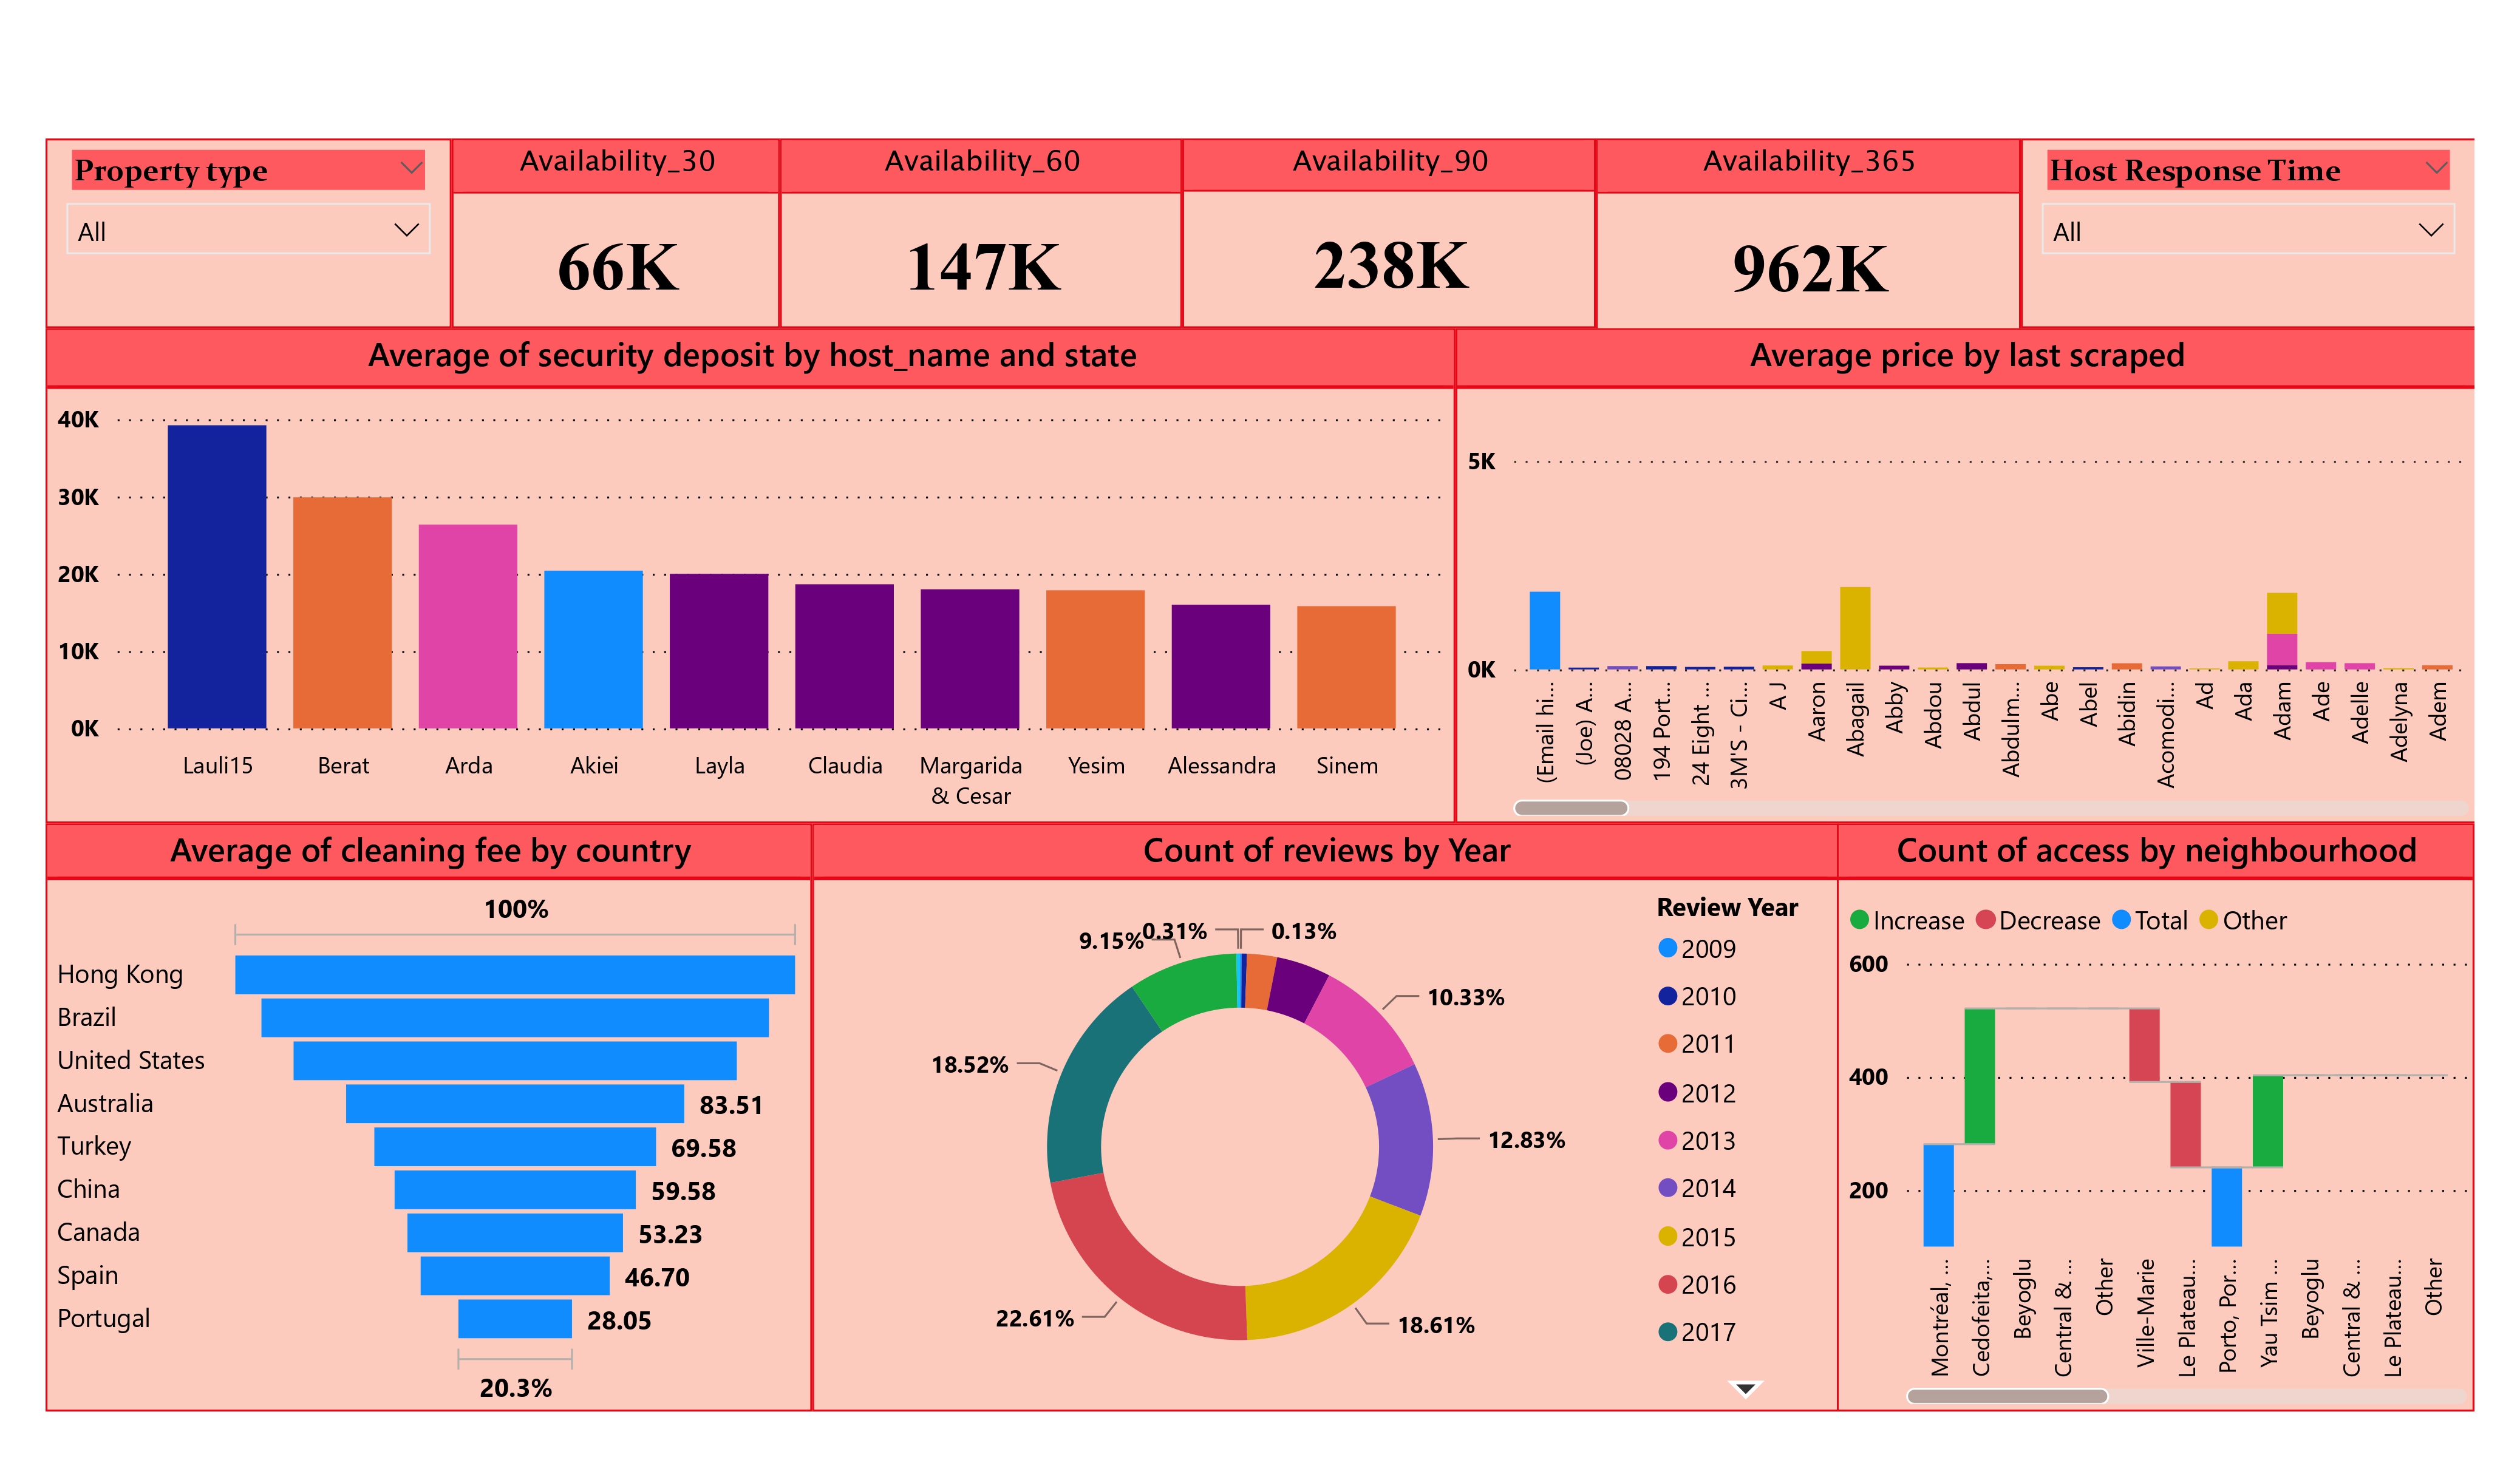 Property type
All
Availability_30
66K
Availability_60
147K
Availability_90
238K
Availability_365
962K
Host Response Time
All
Average of security deposit by host_name and state
40K
30K
20K
10K
0K
Lauli15
Berat
Arda
Akiei
Layla
Claudia
Margarida
& Cesar
Yesim
Alessandra
Sinem
Average price by last scraped
5K
0K
(Email hi...
(Joe) A...
08028 A...
194 Port...
24 Eight ...
3M'S - Ci...
A J
Aaron
Abagail
Abby
Abdou
Abdul
Abdulm...
Abe
Abel
Abidin
Acomodi...
Ad
Ada
Adam
Ade
Adelle
Adelyna
Adem
Average of cleaning fee by country
100%
Hong Kong
Brazil
United States
Australia
83.51
Turkey
69.58
China
59.58
Canada
53.23
Spain
46.70
Portugal
28.05
20.3%
Count of reviews by Year
9.15%
0.31%
0.13%
10.33%
12.83%
18.61%
22.61%
18.52%
Review Year
2009
2010
2011
2012
2013
2014
2015
2016
2017
Count of access by neighbourhood
Increase
Decrease
Total
Other
600
400
200
Montréal, ...
Cedofeita,...
Beyoglu
Central & ...
Other
Ville-Marie
Le Plateau...
Porto, Por...
Yau Tsim ...
Beyoglu
Central & ...
Le Plateau...
Other